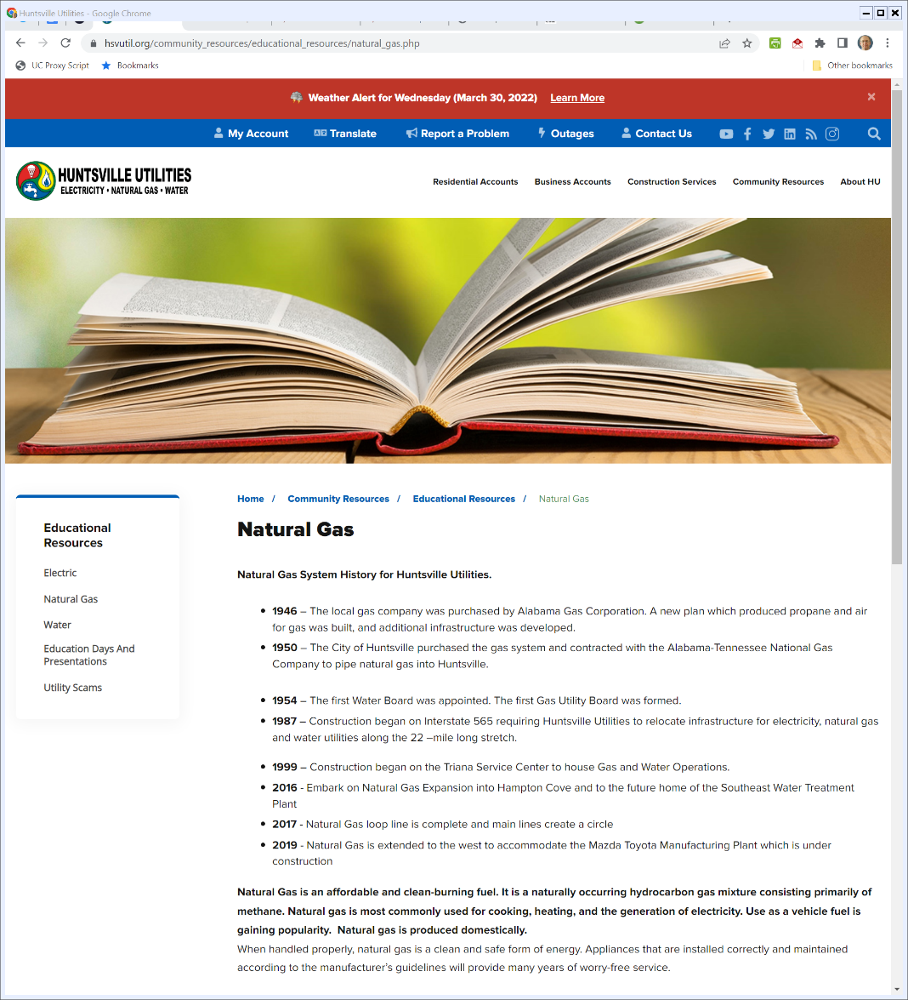 Huntsville Utilities - Google Chrome
hsvutil.org/community_resources/educational_resources/natural_gas.php
UC Proxy Script Bookmarks Other bookmarks
Weather Alert for Wednesday (March 30, 2022) Learn More ×
My Account Translate Report a Problem Outages Contact Us
HUNTSVILLE UTILITIES
ELECTRICITY • NATURAL GAS • WATER
Residential Accounts Business Accounts Construction Services Community Resources About HU
Educational
Resources
Electric
Natural Gas
Water
Education Days And
Presentations
Utility Scams
Home / Community Resources / Educational Resources / Natural Gas
Natural Gas
Natural Gas System History for Huntsville Utilities.
• 1946 – The local gas company was purchased by Alabama Gas Corporation. A new plan which produced propane and air
for gas was built, and additional infrastructure was developed.
• 1950 – The City of Huntsville purchased the gas system and contracted with the Alabama-Tennessee National Gas
Company to pipe natural gas into Huntsville.
• 1954 – The first Water Board was appointed. The first Gas Utility Board was formed.
• 1987 – Construction began on Interstate 565 requiring Huntsville Utilities to relocate infrastructure for electricity, natural gas
and water utilities along the 22 –mile long stretch.
• 1999 – Construction began on the Triana Service Center to house Gas and Water Operations.
• 2016 - Embark on Natural Gas Expansion into Hampton Cove and to the future home of the Southeast Water Treatment
Plant
• 2017 - Natural Gas loop line is complete and main lines create a circle
• 2019 - Natural Gas is extended to the west to accommodate the Mazda Toyota Manufacturing Plant which is under
construction
Natural Gas is an affordable and clean-burning fuel. It is a naturally occurring hydrocarbon gas mixture consisting primarily of
methane. Natural gas is most commonly used for cooking, heating, and the generation of electricity. Use as a vehicle fuel is
gaining popularity. Natural gas is produced domestically.
When handled properly, natural gas is a clean and safe form of energy. Appliances that are installed correctly and maintained
according to the manufacturer's guidelines will provide many years of worry-free service.